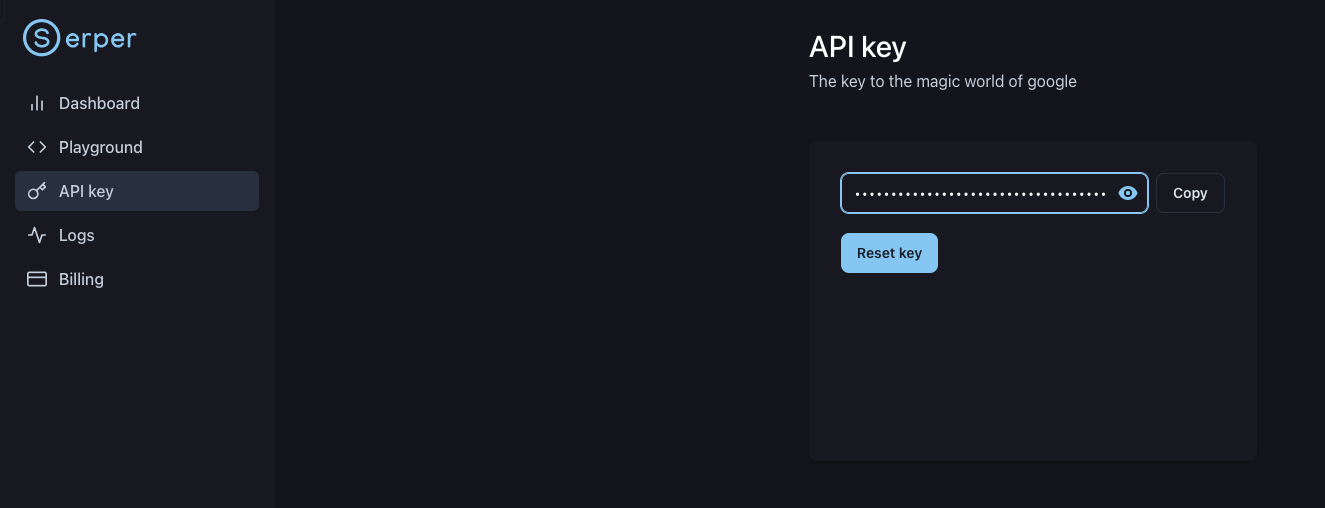 Serper
Dashboard
Playground
API key
Logs
Billing
API key
The key to the magic world of google
Copy
Reset key